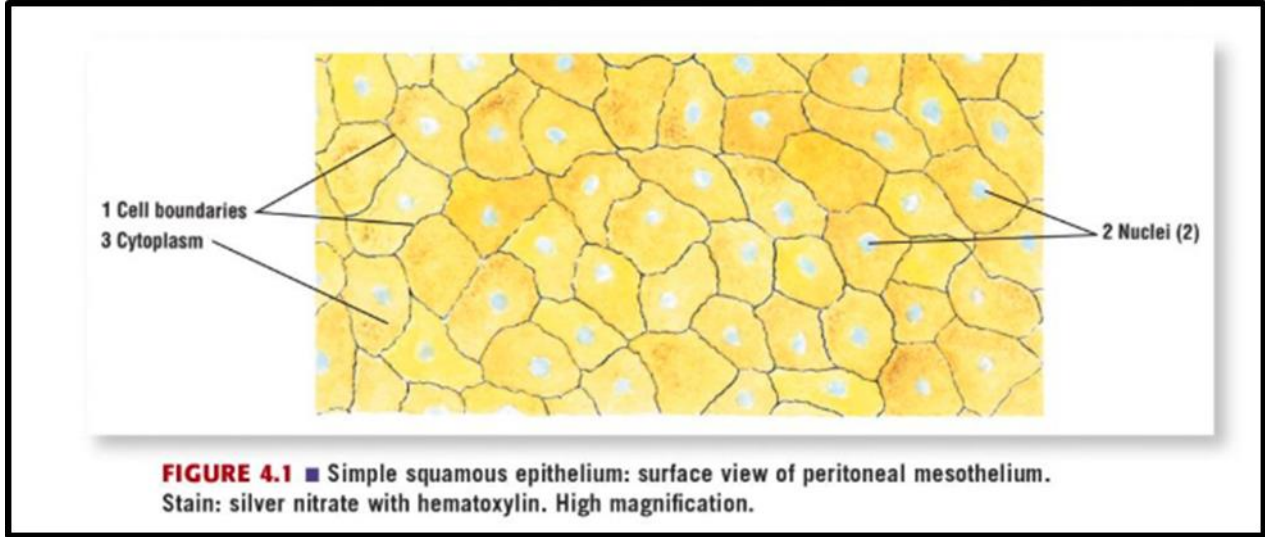 1 Cell boundaries
3 Cytoplasm
2 Nuclei (2)
FIGURE 4.1 ■ Simple squamous epithelium: surface view of peritoneal mesothelium.
Stain: silver nitrate with hematoxylin. High magnification.